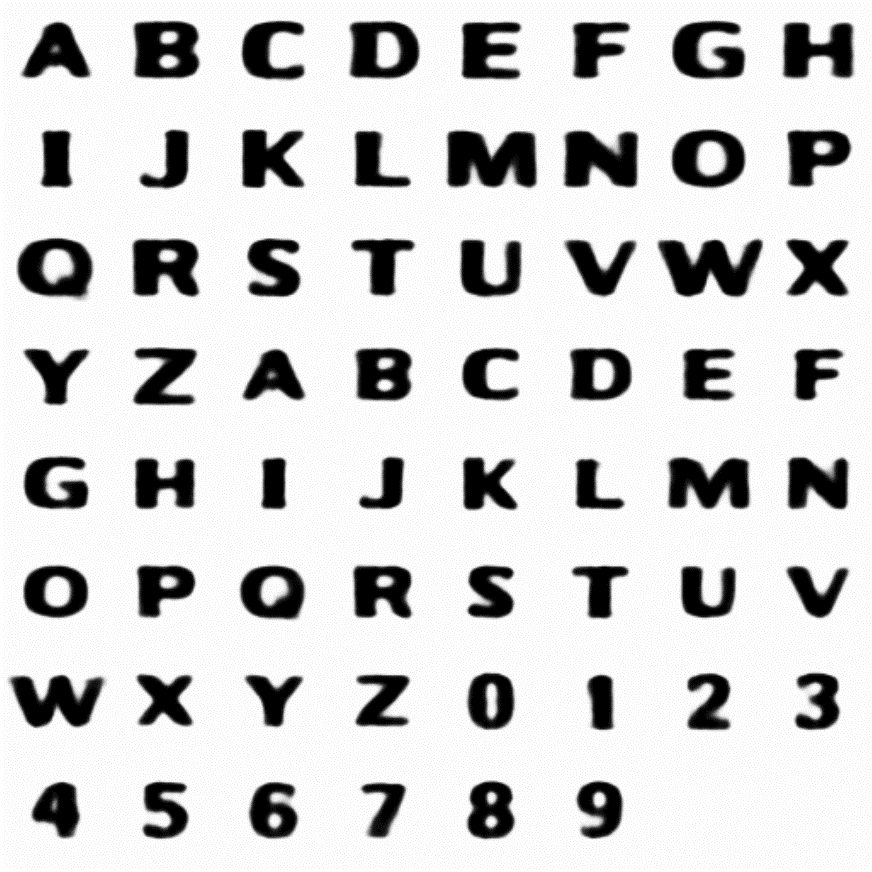 A B C D E F G H
I J K L M N O P
Q R S T U V W X
Y Z A B C D E F
G H I J K L M N
O P Q R S T U V
W X Y Z 0 1 2 3
4 5 6 7 8 9